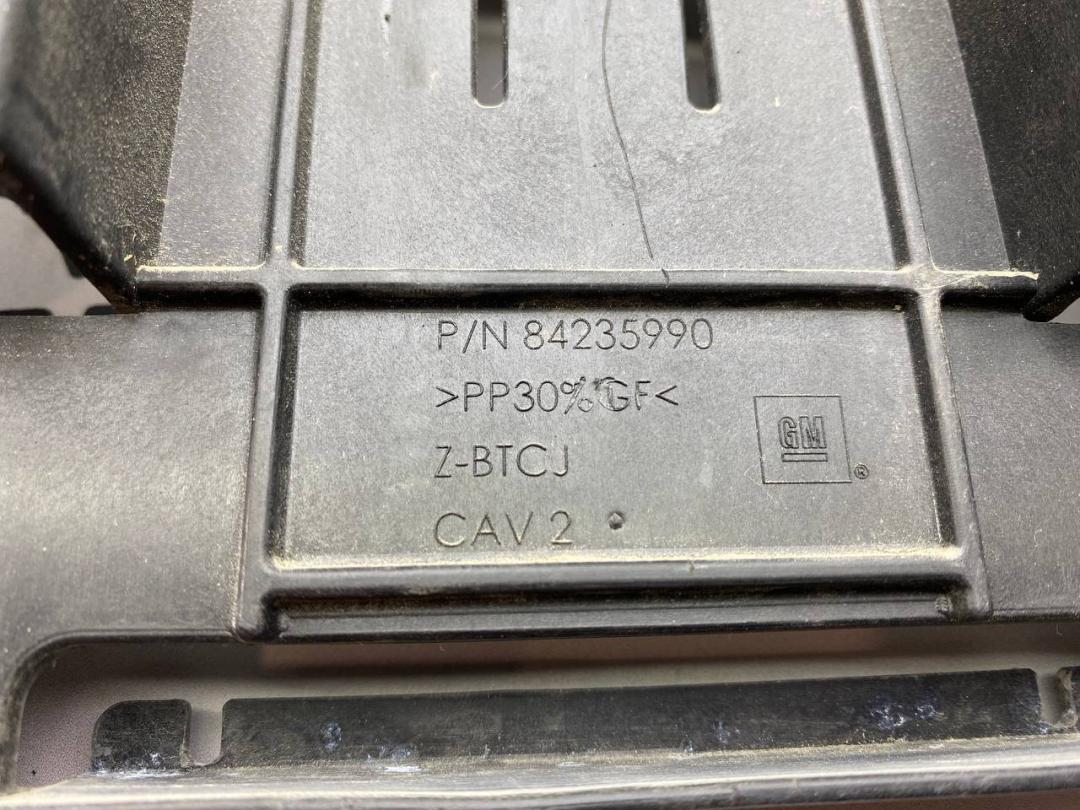 P/N 84235990
>PP30% GF<
Z-BTCJ
GM
®
CAV 2